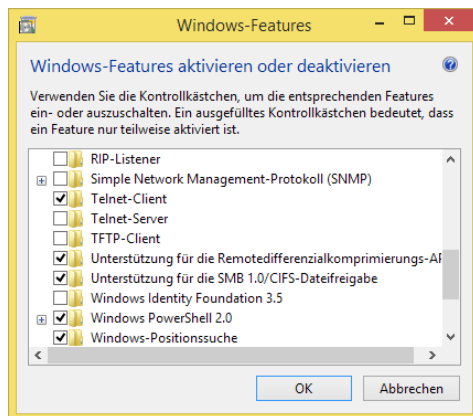 Windows-Features
Windows-Features aktivieren oder deaktivieren
Verwenden Sie die Kontrollkästchen, um die entsprechenden Features
ein- oder auszuschalten. Ein ausgefülltes Kontrollkästchen bedeutet, dass
ein Feature nur teilweise aktiviert ist.
RIP-Listener
Simple Network Management-Protokoll (SNMP)
Telnet-Client
Telnet-Server
TFTP-Client
Unterstützung für die Remotedifferenzialkomprimierungs-AP
Unterstützung für die SMB 1.0/CIFS-Dateifreigabe
Windows Identity Foundation 3.5
Windows PowerShell 2.0
Windows-Positionssuche
OK Abbrechen